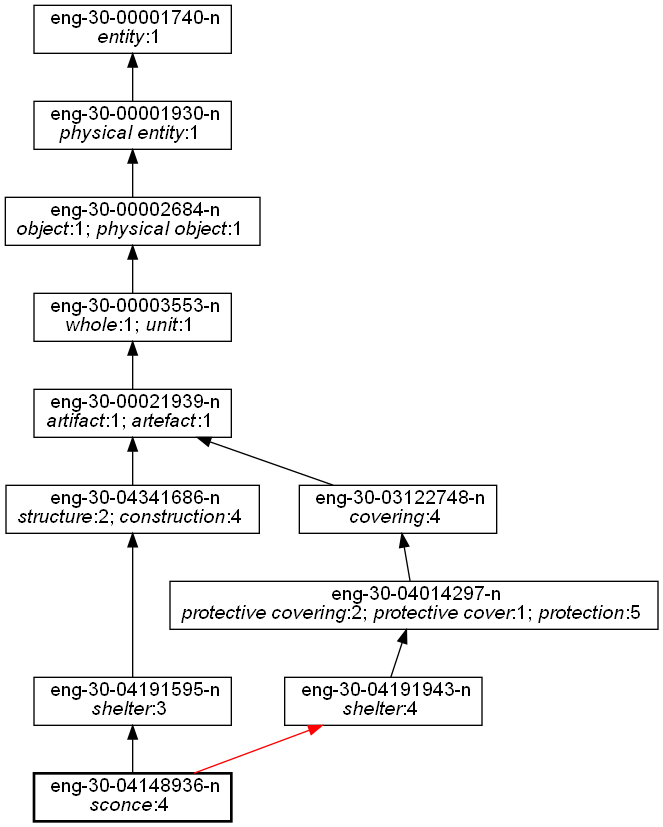 eng-30-00001740-n
entity:1
eng-30-00001930-n
physical entity:1
eng-30-00002684-n
object:1; physical object:1
eng-30-00003553-n
whole:1; unit:1
eng-30-00021939-n
artifact:1; artefact:1
eng-30-04341686-n
structure:2; construction:4
eng-30-03122748-n
covering:4
eng-30-04014297-n
protective covering:2; protective cover:1; protection:5
eng-30-04191595-n
shelter:3
eng-30-04191943-n
shelter:4
eng-30-04148936-n
sconce:4